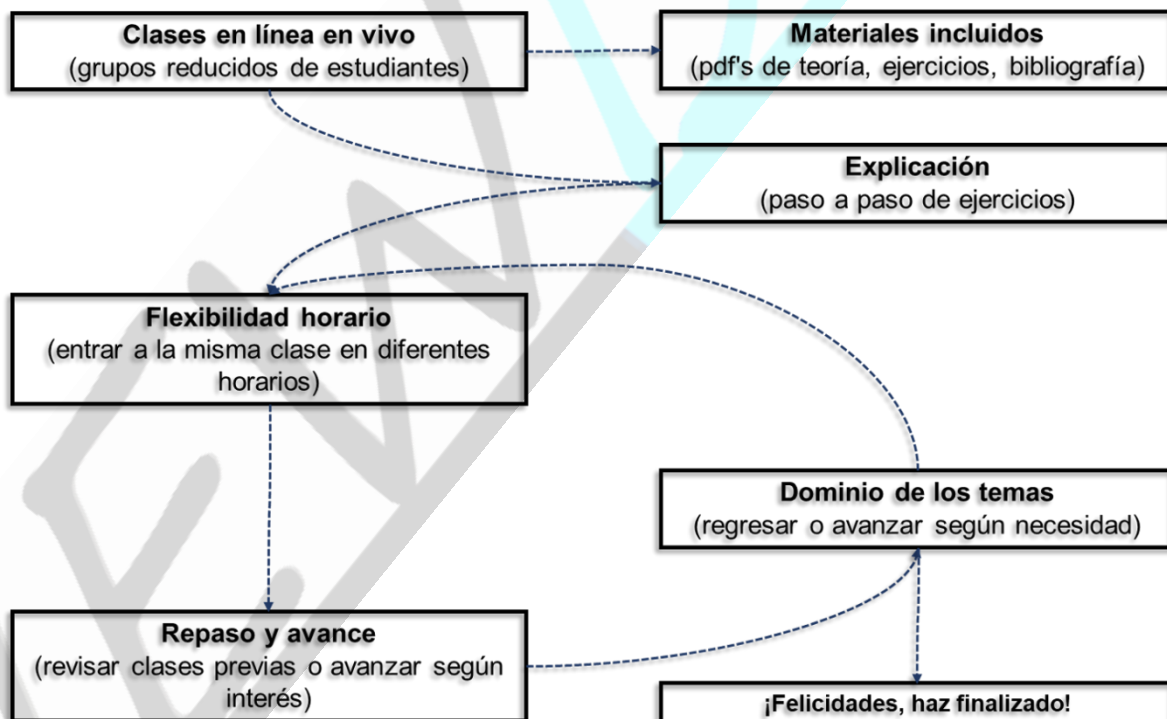 Clases en línea en vivo
(grupos reducidos de estudiantes)
Materiales incluidos
(pdf's de teoría, ejercicios, bibliografía)
Explicación
(paso a paso de ejercicios)
Flexibilidad horario
(entrar a la misma clase en diferentes
horarios)
Dominio de los temas
(regresar o avanzar según necesidad)
Repaso y avance
(revisar clases previas o avanzar según
interés)
¡Felicidades, haz finalizado!